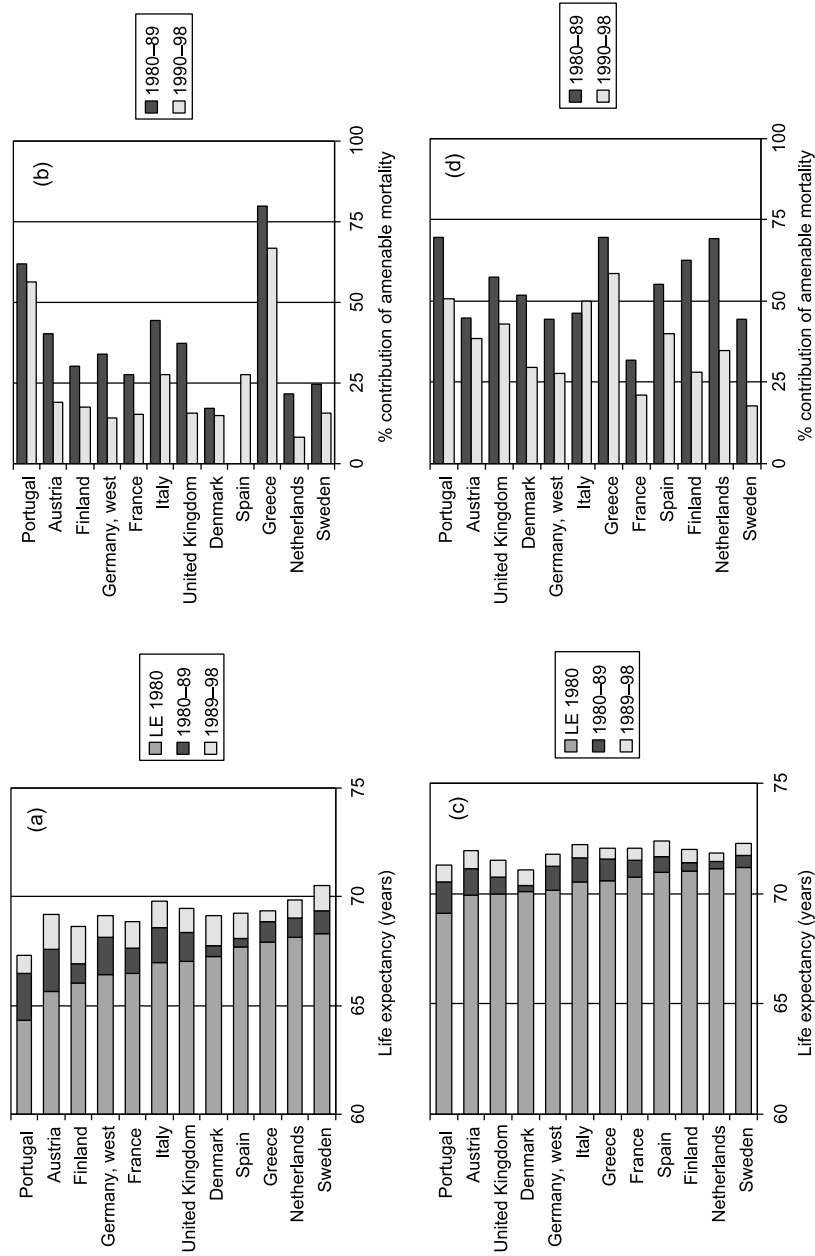 (a)
Portugal
Austria
Finland
Germany, west
France
Italy
United Kingdom
Denmark
Spain
Greece
Netherlands
Sweden
60
65
70
75
Life expectancy (years)
LE 1980
1980–89
1989–98
(b)
Portugal
Austria
Finland
Germany, west
France
Italy
United Kingdom
Denmark
Spain
Greece
Netherlands
Sweden
0
25
50
75
100
% contribution of amenable mortality
1980–89
1990–98
(c)
Portugal
Austria
United Kingdom
Denmark
Germany, west
Italy
Greece
France
Spain
Finland
Netherlands
Sweden
60
65
70
75
Life expectancy (years)
LE 1980
1980–89
1989–98
(d)
Portugal
Austria
United Kingdom
Denmark
Germany, west
Italy
Greece
France
Spain
Finland
Netherlands
Sweden
0
25
50
75
100
% contribution of amenable mortality
1980–89
1990–98